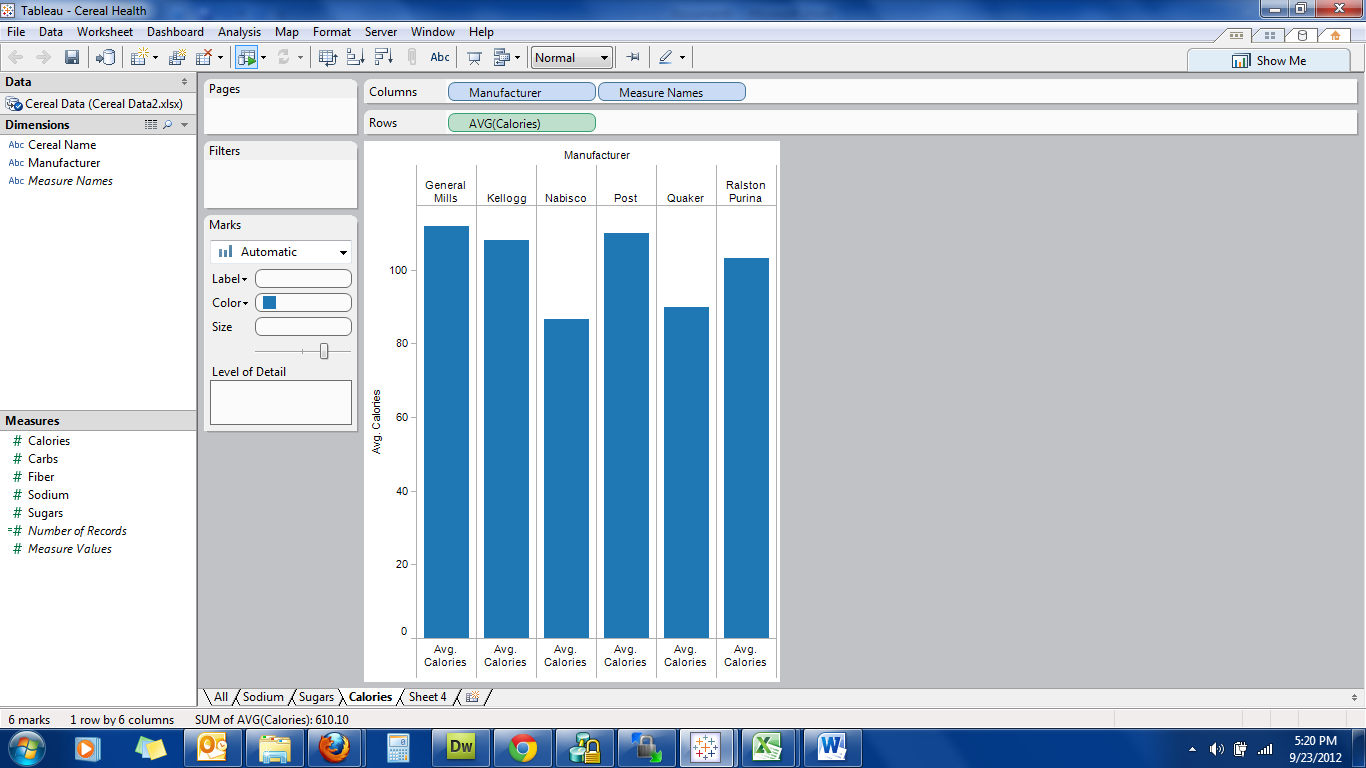 Tableau - Cereal Health
File Data Worksheet Dashboard Analysis Map Format Server Window Help
Abc
Normal
Show Me
Data
Cereal Data (Cereal Data2.xlsx)
Dimensions
Abc Cereal Name
Abc Manufacturer
Abc Measure Names
Measures
# Calories
# Carbs
# Fiber
# Sodium
# Sugars
=# Number of Records
# Measure Values
Pages
Filters
Marks
Automatic
Label
Color
Size
Level of Detail
Columns Manufacturer Measure Names
Rows AVG(Calories)
Manufacturer
General Mills
Kellogg
Nabisco
Post
Quaker
Ralston Purina
Avg. Calories
100
80
60
40
20
0
Avg. Calories
Avg. Calories
Avg. Calories
Avg. Calories
Avg. Calories
Avg. Calories
All Sodium Sugars Calories Sheet 4
6 marks 1 row by 6 columns SUM of AVG(Calories): 610.10
Dw
5:20 PM
9/23/2012